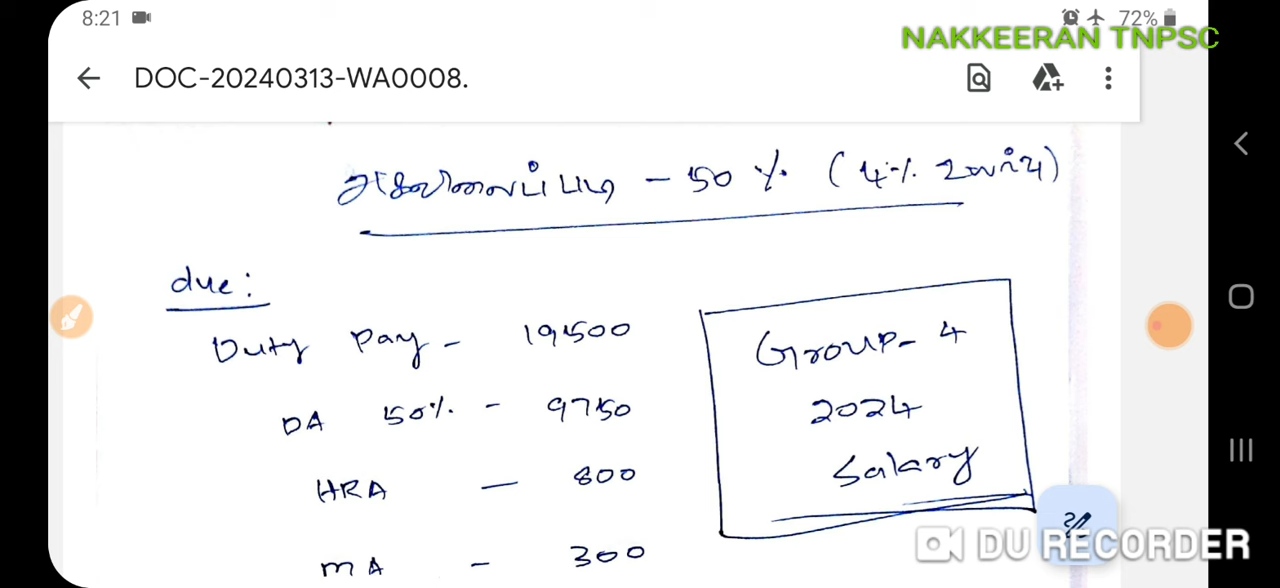 8:21 72%
NAKKEERAN TNPSC
DOC-20240313-WA0008.
அகவிலைப்படி - 50 % (4% உயர்வு)
due:
Duty Pay - 19500
DA 50% - 9750
HRA - 800
MA - 300
Group-4
2024
Salary
DU RECORDER